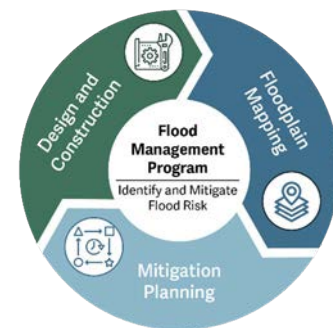 Design and
Construction
Floodplain
Mapping
Flood
Management
Program
Identify and Mitigate
Flood Risk
Mitigation
Planning